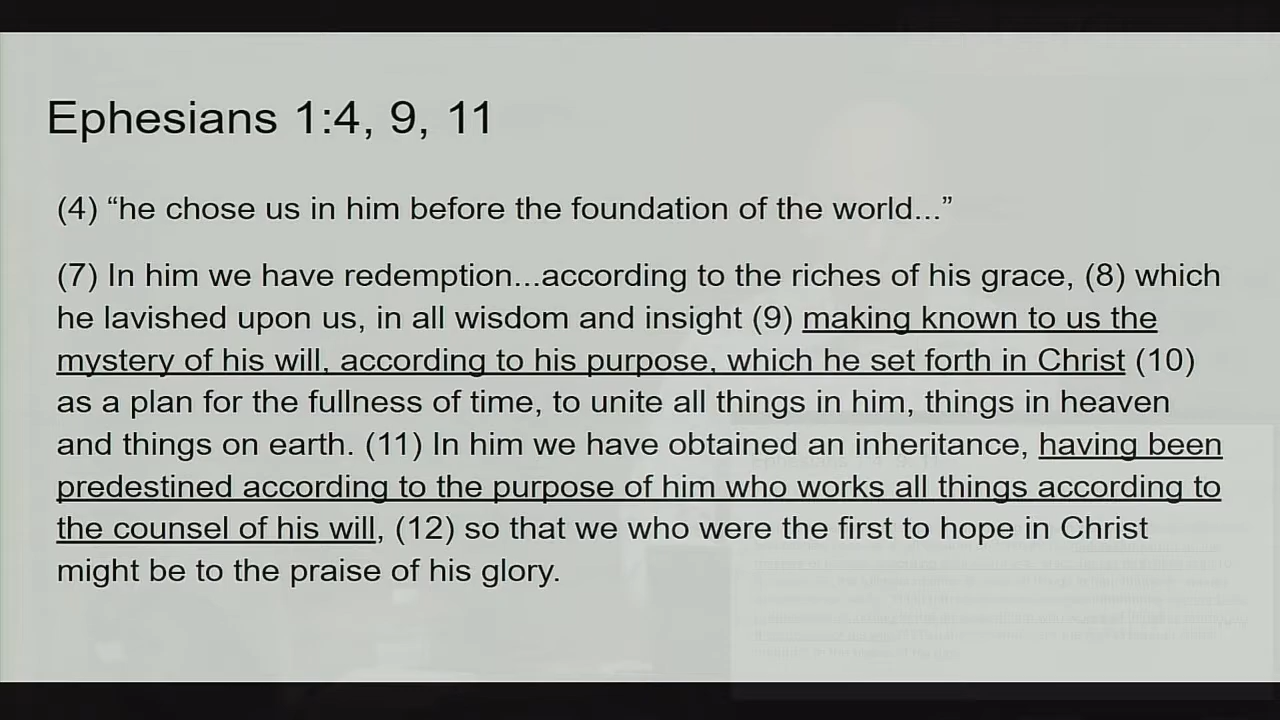 Ephesians 1:4, 9, 11
(4) “he chose us in him before the foundation of the world...”
(7) In him we have redemption...according to the riches of his grace, (8) which
he lavished upon us, in all wisdom and insight (9) making known to us the
mystery of his will, according to his purpose, which he set forth in Christ (10)
as a plan for the fullness of time, to unite all things in him, things in heaven
and things on earth. (11) In him we have obtained an inheritance, having been
predestined according to the purpose of him who works all things according to
the counsel of his will, (12) so that we who were the first to hope in Christ
might be to the praise of his glory.